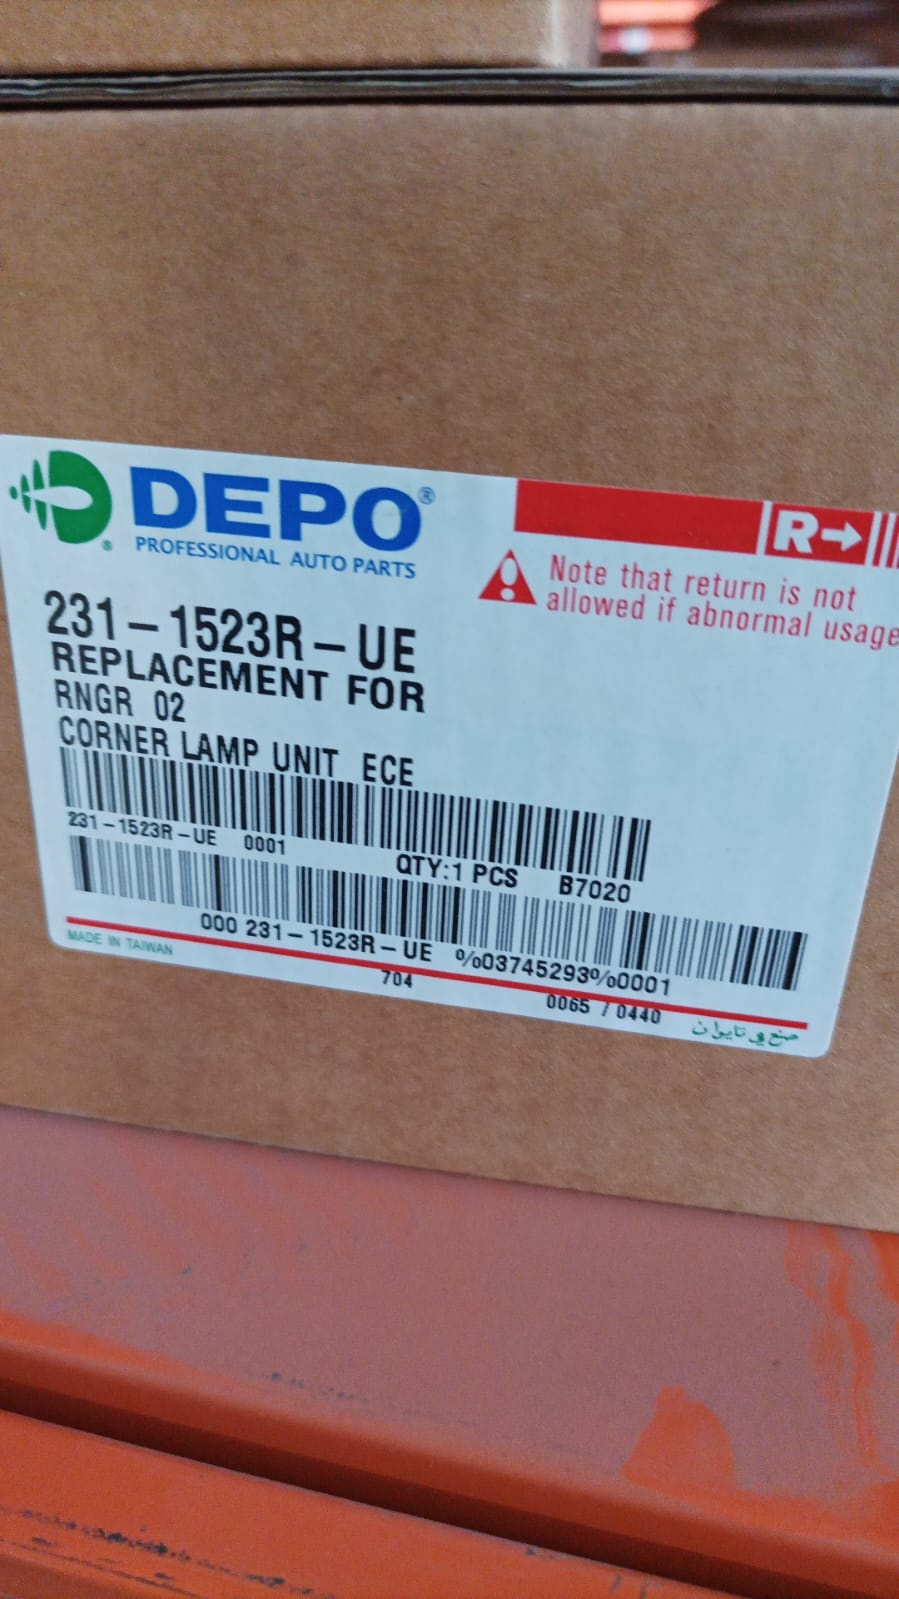 DEPO®
PROFESSIONAL AUTO PARTS
R→
Note that return is not
allowed if abnormal usage
231-1523R-UE
REPLACEMENT FOR
RNGR 02
CORNER LAMP UNIT ECE
231-1523R-UE 0001
QTY:1 PCS B7020
000 231-1523R-UE %03745293%0001
MADE IN TAIWAN
704
0065 / 0440
صنع في تايوان